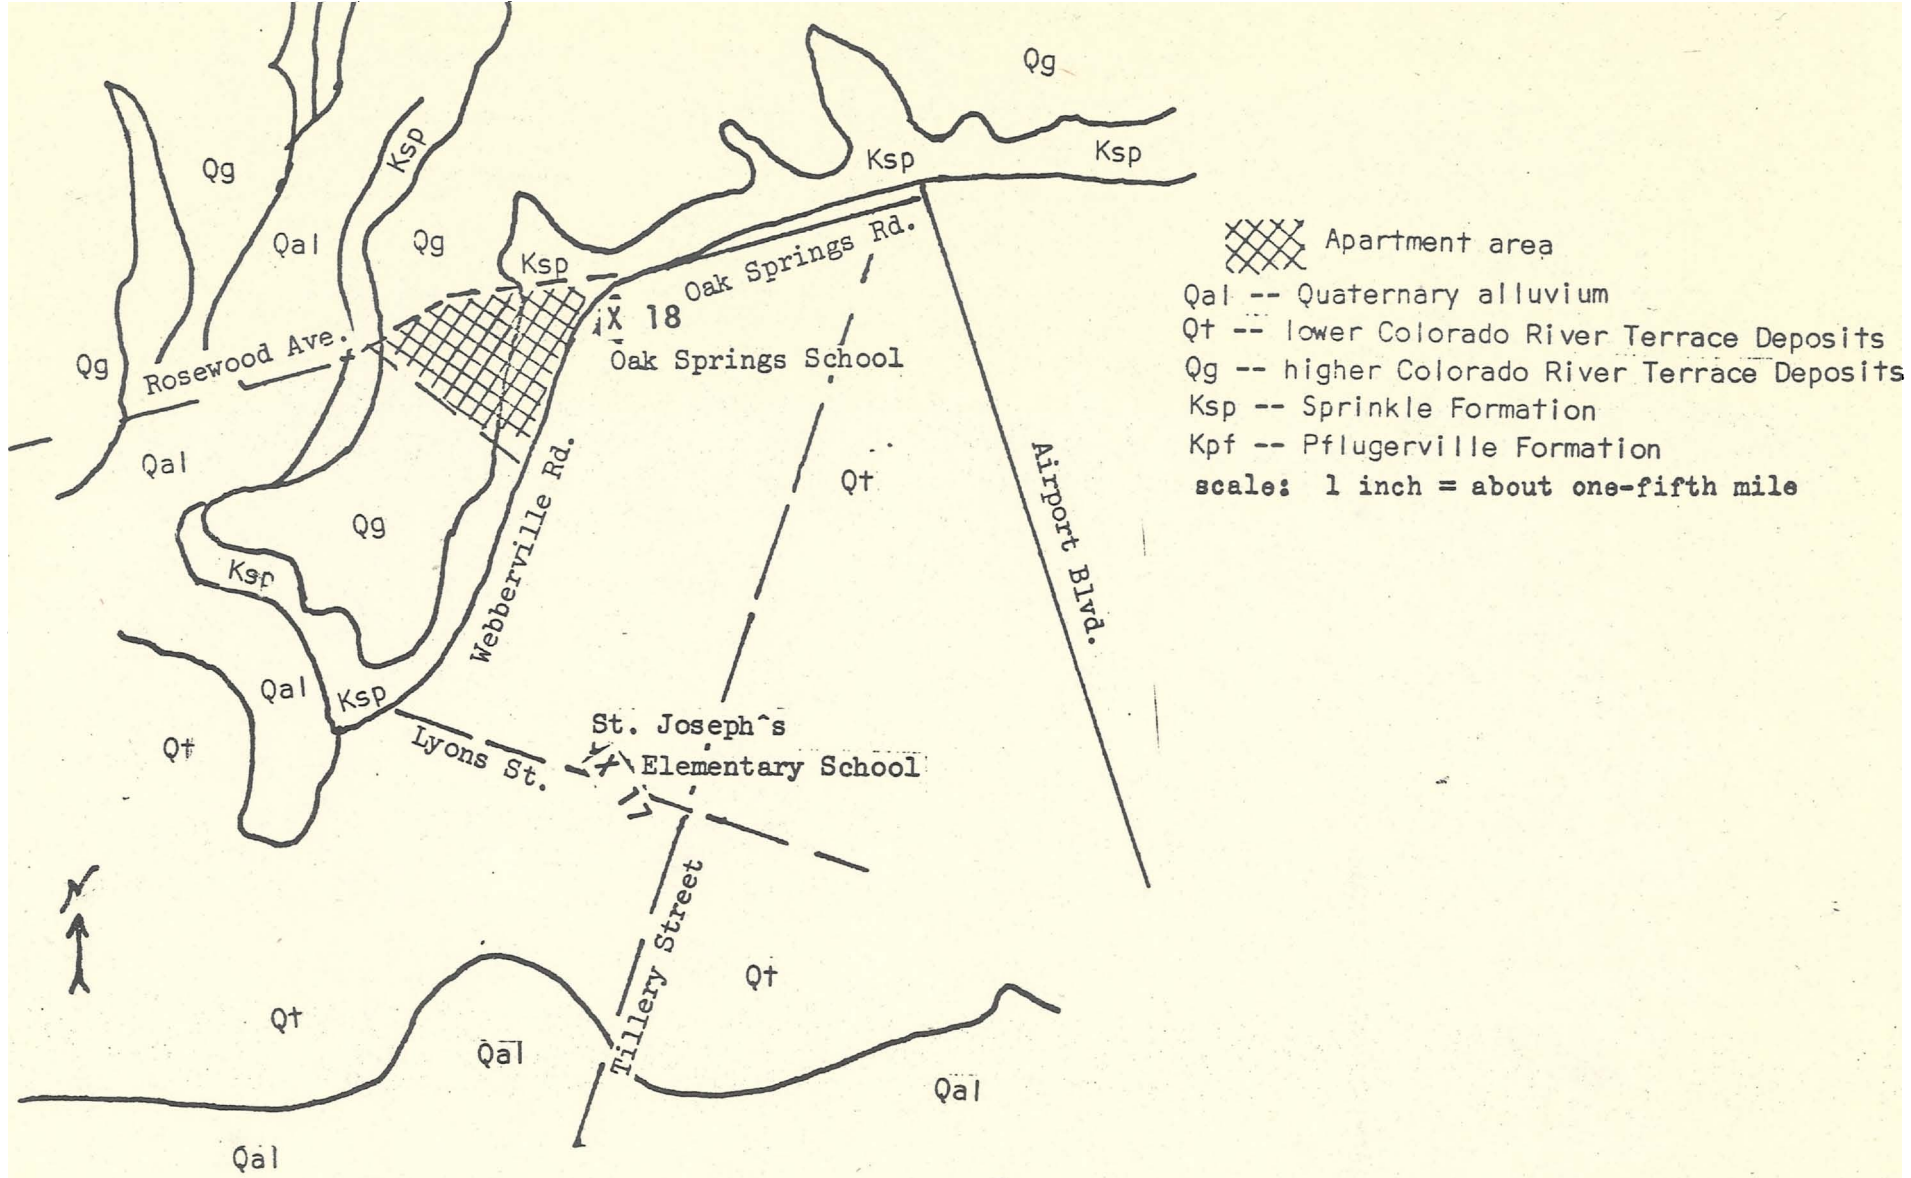 Qg
Ksp
Qg
Ksp
Ksp
Qal
Qg
Ksp
Oak Springs Rd.
Apartment area
Qal -- Quaternary alluvium
Qt -- lower Colorado River Terrace Deposits
Qg -- higher Colorado River Terrace Deposits
Ksp -- Sprinkle Formation
Kpf -- Pflugerville Formation
scale: 1 inch = about one-fifth mile
X 18
Oak Springs School
Rosewood Ave.
Qg
Qal
Qt
Webberville Rd.
Airport Blvd.
Qg
Ksp
Qal
Ksp
Qt
Lyons St.
St. Joseph^s
X Elementary School
17
N
Tillery Street
Qt
Qt
Qal
Qal
Qal